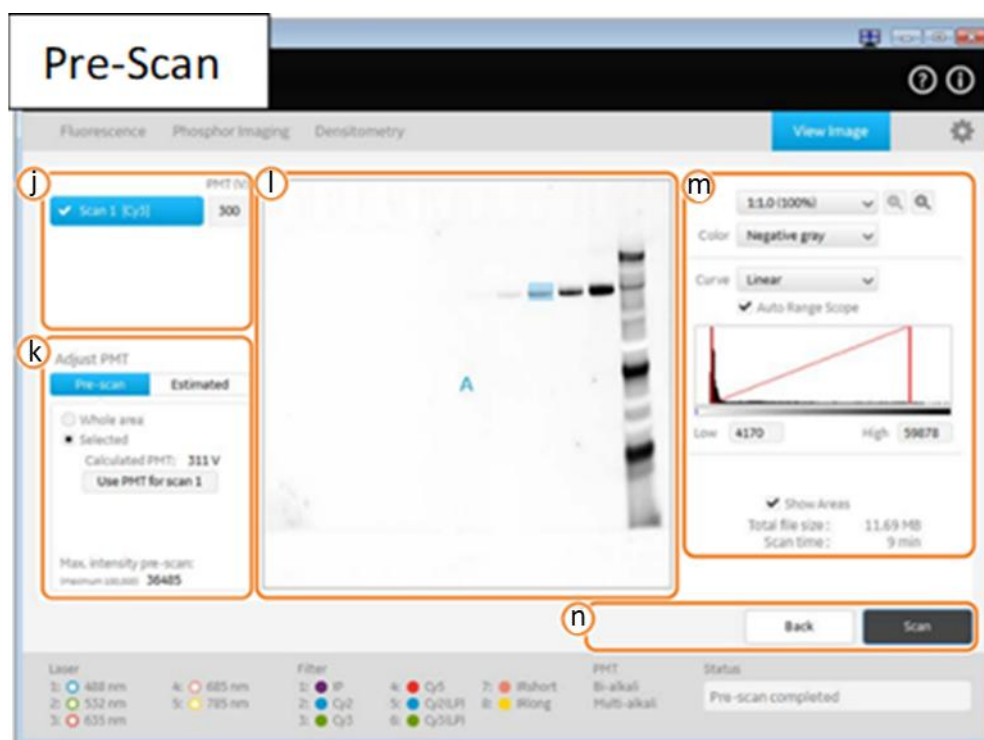 Pre-Scan
Fluorescence Phosphor Imaging Densitometry View Image
j
PMT (V)
Scan 1 [Cy3] 300
k
Adjust PMT
Pre-scan Estimated
Whole area
Selected
Calculated PMT: 311 V
Use PMT for scan 1
Max. intensity pre-scan:
(maximum 100,000) 36485
l
A
m
1:1.0 (100%)
Color Negative gray
Curve Linear
Auto Range Scope
Low 4170 High 59878
Show Areas
Total file size: 11.69 MB
Scan time: 9 min
n
Back Scan
Laser
1: 488 nm 4: 685 nm
2: 532 nm 5: 785 nm
3: 635 nm
Filter
1: IP 4: Cy5 7: IRshort
2: Cy2 5: Cy2(LP) 8: IRlong
3: Cy3 6: Cy3(LP)
PMT
Bi-alkali
Multi-alkali
Status
Pre-scan completed